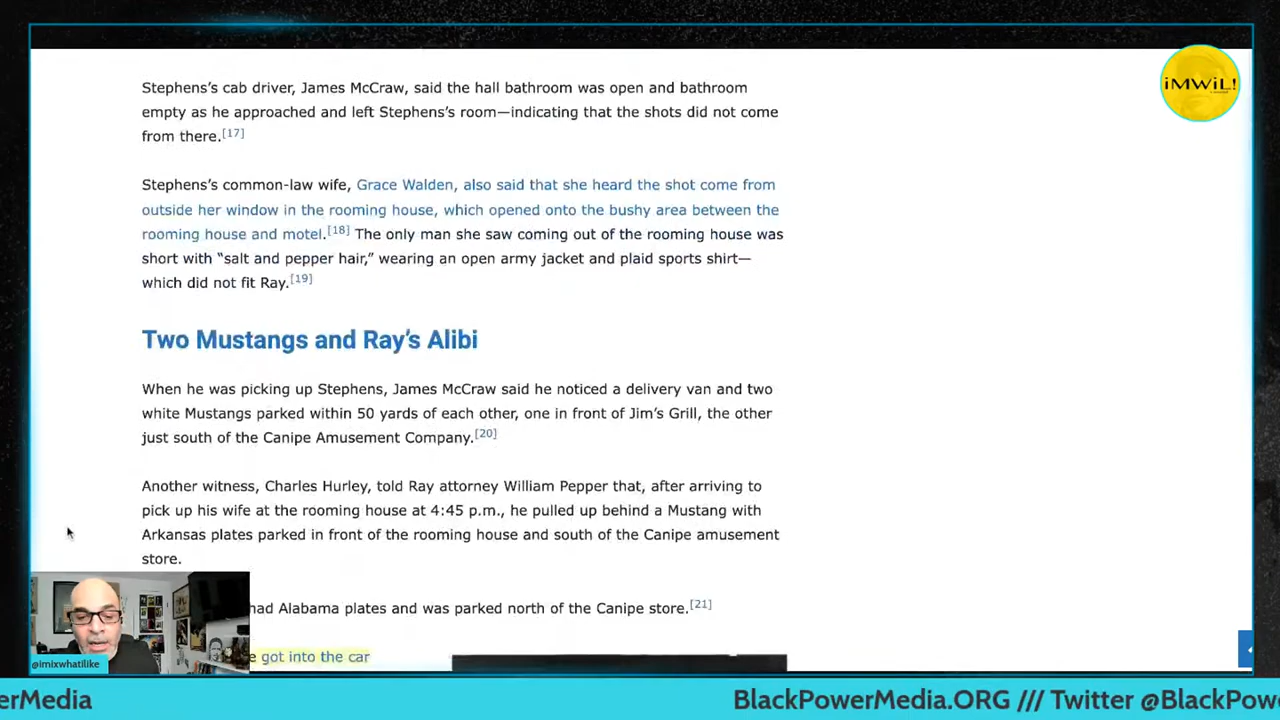 iMWiL!
Stephens’s cab driver, James McCraw, said the hall bathroom was open and bathroom
empty as he approached and left Stephens’s room—indicating that the shots did not come
from there.[17]
Stephens’s common-law wife, Grace Walden, also said that she heard the shot come from
outside her window in the rooming house, which opened onto the bushy area between the
rooming house and motel.[18] The only man she saw coming out of the rooming house was
short with “salt and pepper hair,” wearing an open army jacket and plaid sports shirt—
which did not fit Ray.[19]
Two Mustangs and Ray’s Alibi
When he was picking up Stephens, James McCraw said he noticed a delivery van and two
white Mustangs parked within 50 yards of each other, one in front of Jim’s Grill, the other
just south of the Canipe Amusement Company.[20]
Another witness, Charles Hurley, told Ray attorney William Pepper that, after arriving to
pick up his wife at the rooming house at 4:45 p.m., he pulled up behind a Mustang with
Arkansas plates parked in front of the rooming house and south of the Canipe amusement
store.
had Alabama plates and was parked north of the Canipe store.[21]
e got into the car
@imixwhatilike
erMedia
BlackPowerMedia.ORG /// Twitter @BlackPowe